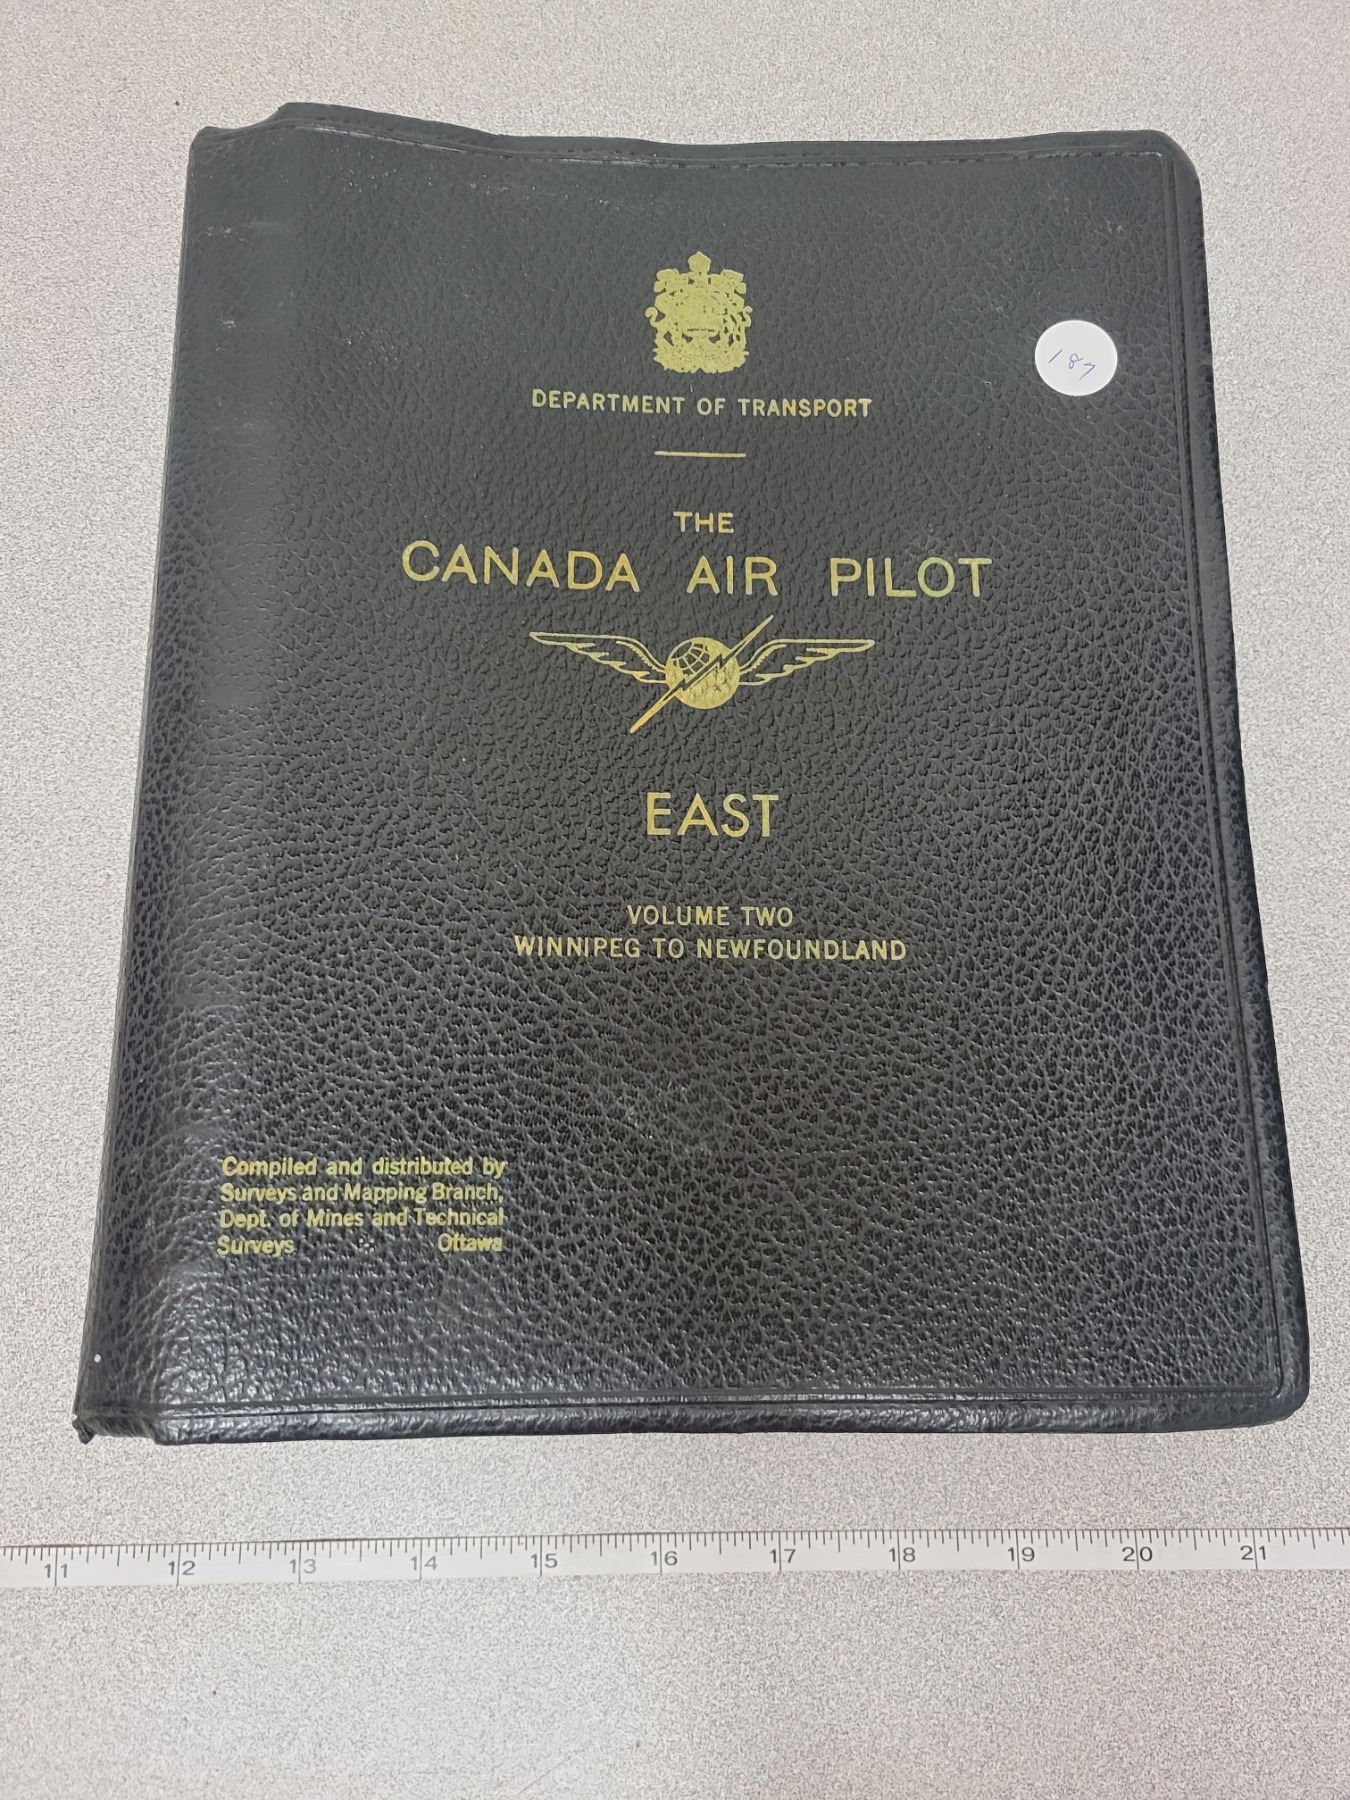 DEPARTMENT OF TRANSPORT
187
THE
CANADA AIR PILOT
EAST
VOLUME TWO
WINNIPEG TO NEWFOUNDLAND
Compiled and distributed by
Surveys and Mapping Branch,
Dept. of Mines and Technical
Surveys Ottawa
11 12 13 14 15 16 17 18 19 20 21